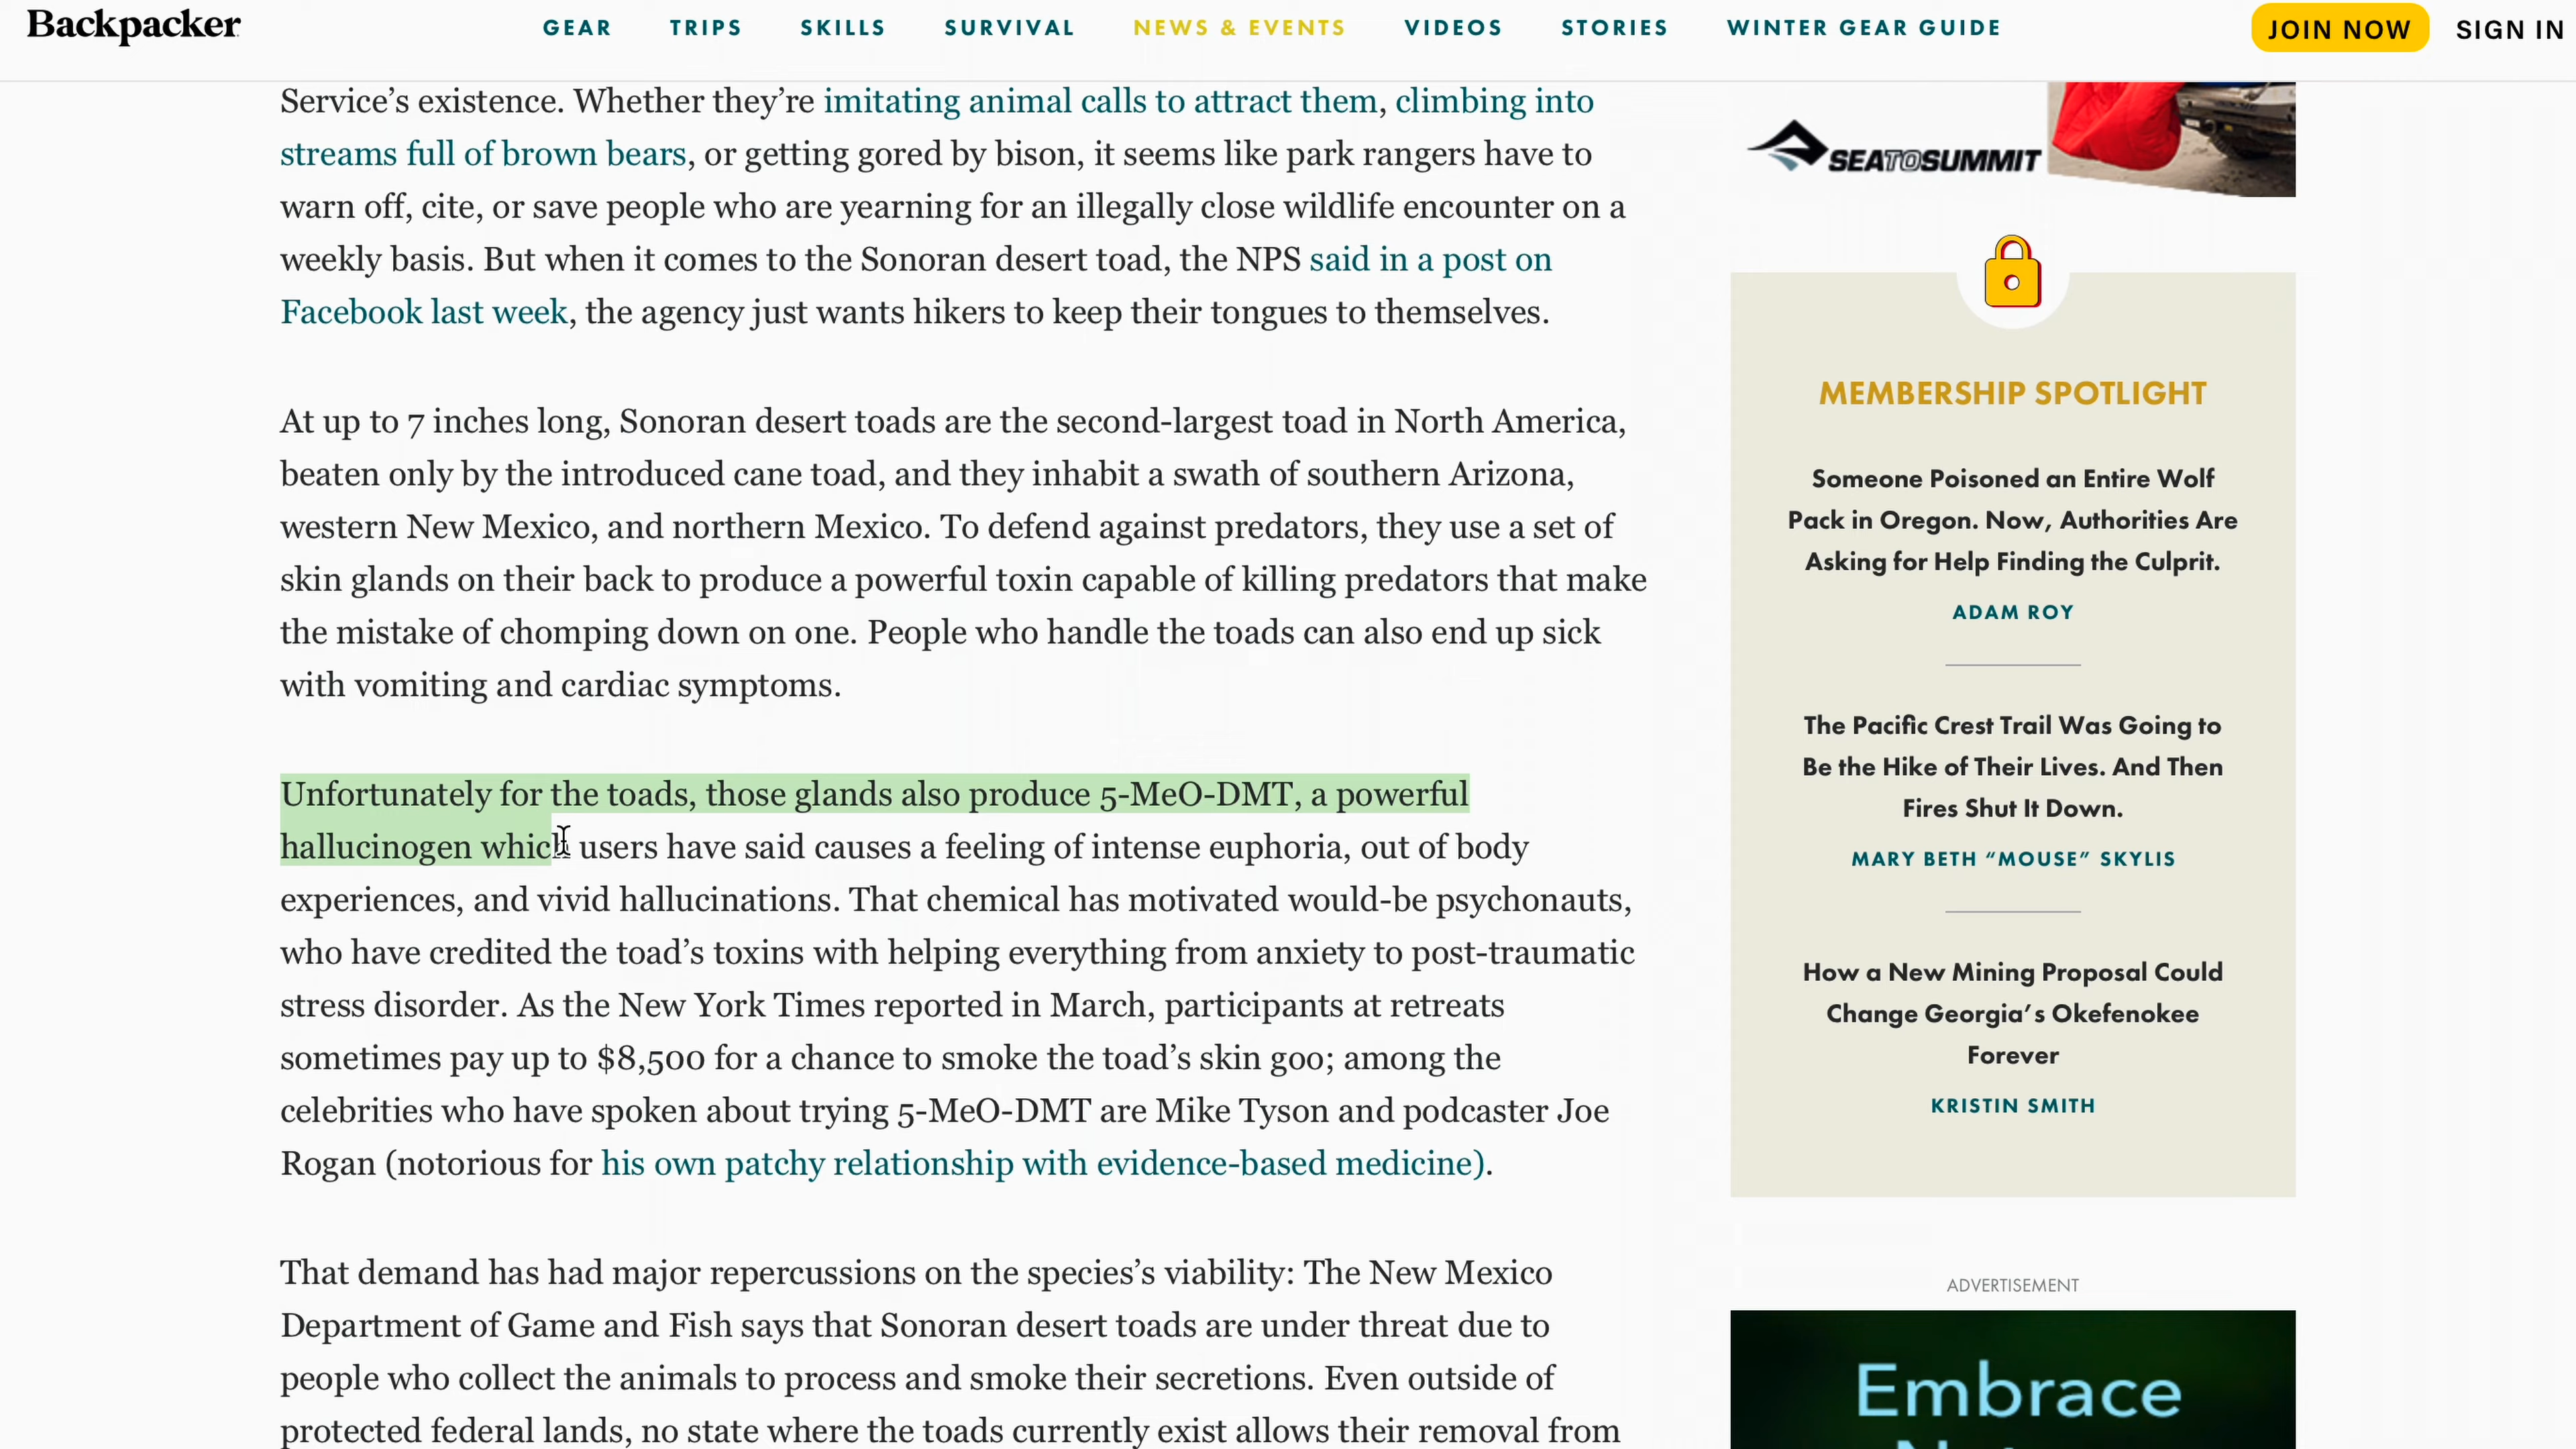 Backpacker
GEAR TRIPS SKILLS SURVIVAL NEWS & EVENTS VIDEOS STORIES WINTER GEAR GUIDE
JOIN NOW SIGN IN
Service’s existence. Whether they’re imitating animal calls to attract them, climbing into
streams full of brown bears, or getting gored by bison, it seems like park rangers have to
warn off, cite, or save people who are yearning for an illegally close wildlife encounter on a
weekly basis. But when it comes to the Sonoran desert toad, the NPS said in a post on
Facebook last week, the agency just wants hikers to keep their tongues to themselves.
At up to 7 inches long, Sonoran desert toads are the second-largest toad in North America,
beaten only by the introduced cane toad, and they inhabit a swath of southern Arizona,
western New Mexico, and northern Mexico. To defend against predators, they use a set of
skin glands on their back to produce a powerful toxin capable of killing predators that make
the mistake of chomping down on one. People who handle the toads can also end up sick
with vomiting and cardiac symptoms.
Unfortunately for the toads, those glands also produce 5-MeO-DMT, a powerful
hallucinogen which users have said causes a feeling of intense euphoria, out of body
experiences, and vivid hallucinations. That chemical has motivated would-be psychonauts,
who have credited the toad’s toxins with helping everything from anxiety to post-traumatic
stress disorder. As the New York Times reported in March, participants at retreats
sometimes pay up to $8,500 for a chance to smoke the toad’s skin goo; among the
celebrities who have spoken about trying 5-MeO-DMT are Mike Tyson and podcaster Joe
Rogan (notorious for his own patchy relationship with evidence-based medicine).
That demand has had major repercussions on the species’s viability: The New Mexico
Department of Game and Fish says that Sonoran desert toads are under threat due to
people who collect the animals to process and smoke their secretions. Even outside of
protected federal lands, no state where the toads currently exist allows their removal from
SEATOSUMMIT
MEMBERSHIP SPOTLIGHT
Someone Poisoned an Entire Wolf
Pack in Oregon. Now, Authorities Are
Asking for Help Finding the Culprit.
ADAM ROY
The Pacific Crest Trail Was Going to
Be the Hike of Their Lives. And Then
Fires Shut It Down.
MARY BETH “MOUSE” SKYLIS
How a New Mining Proposal Could
Change Georgia’s Okefenokee
Forever
KRISTIN SMITH
ADVERTISEMENT
Embrace